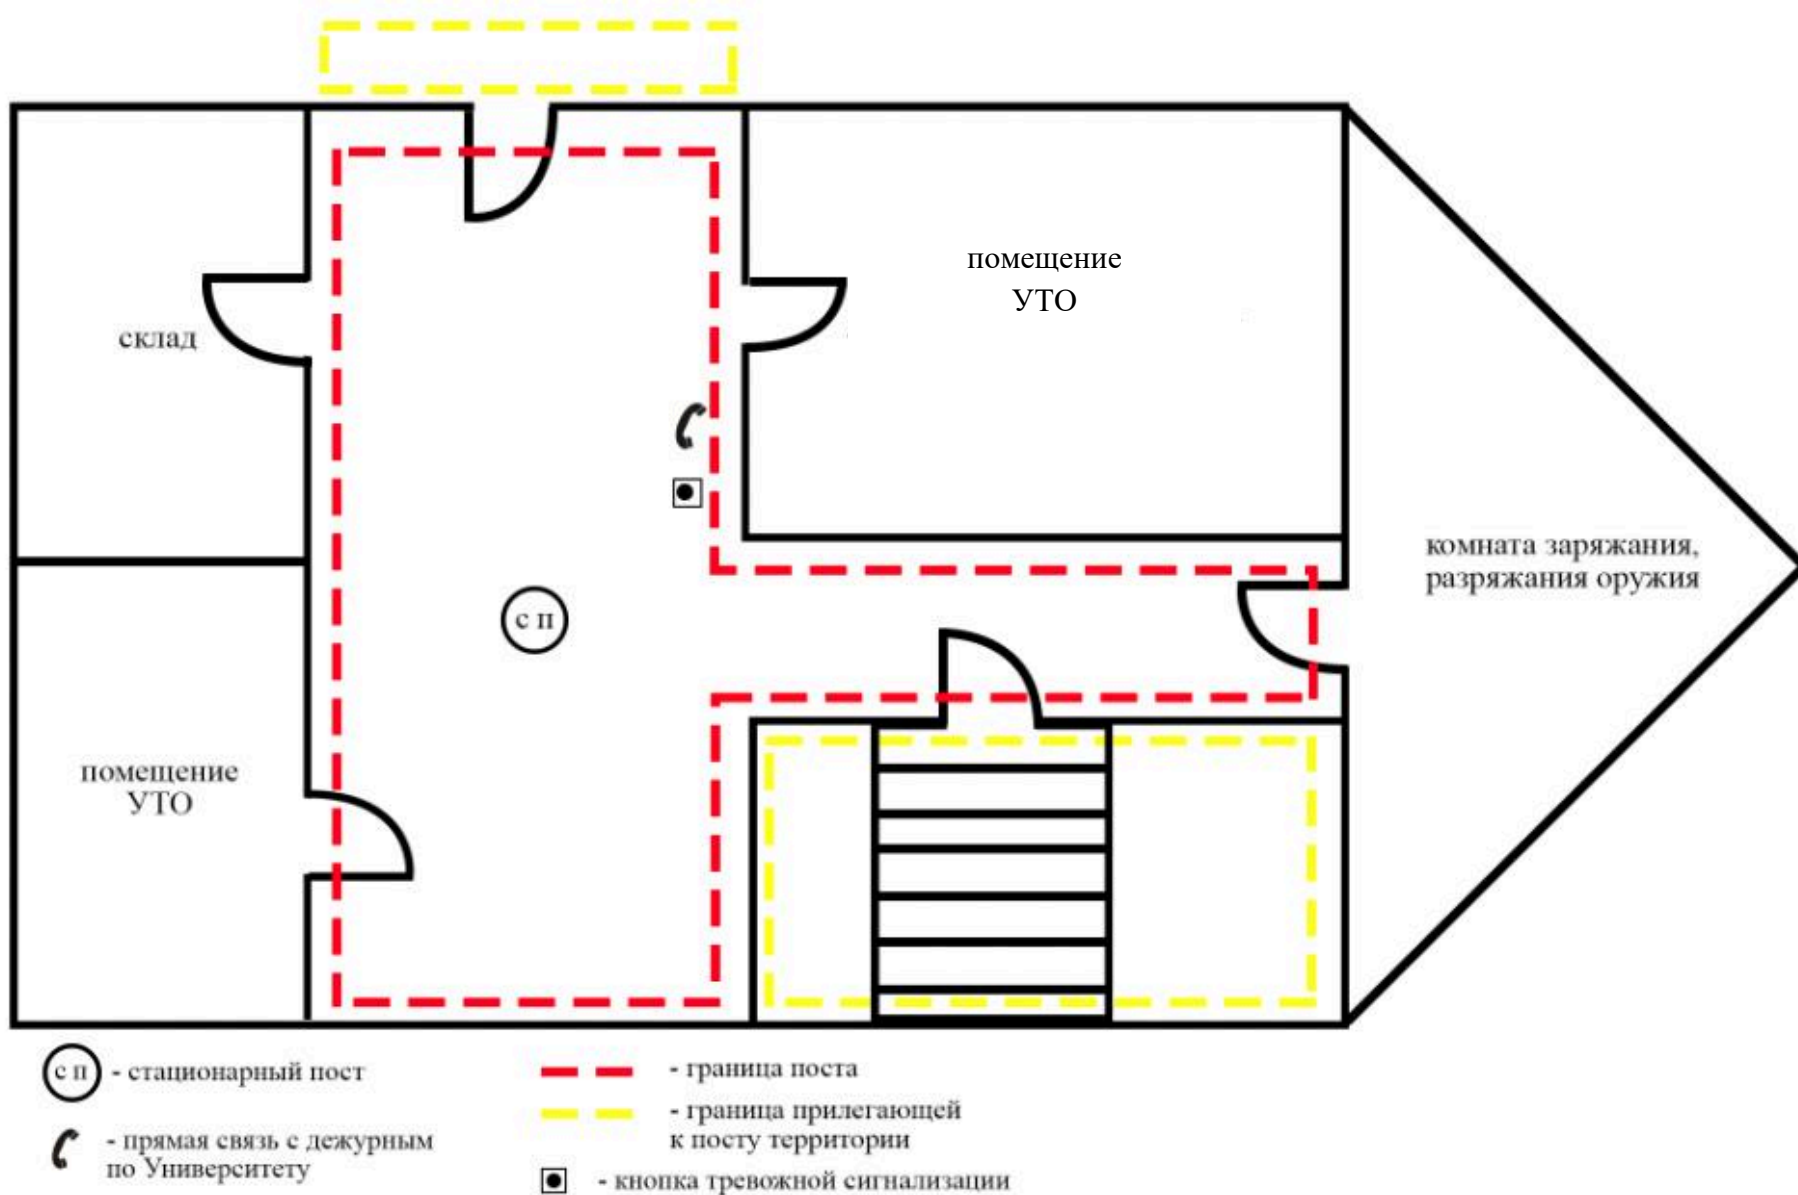 помещение
УТО
склад
комната заряжания,
разряжания оружия
с п
помещение
УТО
с п - стационарный пост
- прямая связь с дежурным
по Университету
- граница поста
- граница прилегающей
к посту территории
- кнопка тревожной сигнализации